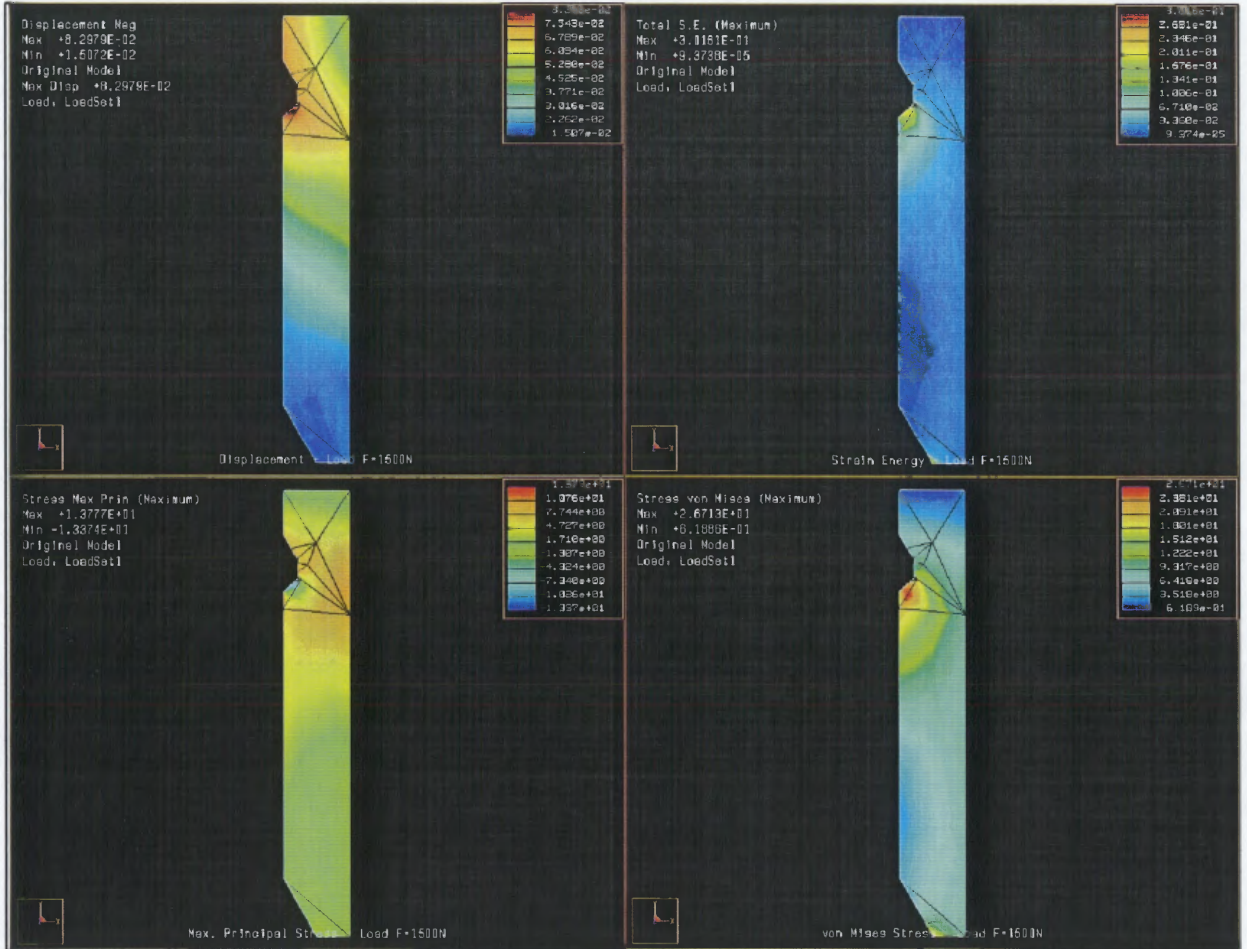 Displacement Mag
Max +8.2979E-02
Min +1.5072E-02
Original Model
Max Disp +8.2979E-02
Load: LoadSet1
7.543e-02
6.789e-02
6.034e-02
5.280e-02
4.525e-02
3.771e-02
3.016e-02
2.262e-02
1.507e-02
Displacement - Load F=1500N
Total S.E. (Maximum)
Max +3.0161E-01
Min +9.3738E-05
Original Model
Load: LoadSet1
3.016e-01
2.681e-01
2.346e-01
2.011e-01
1.676e-01
1.341e-01
1.006e-01
6.710e-02
3.360e-02
9.374e-05
Strain Energy - Load F=1500N
Stress Max Prin (Maximum)
Max +1.3777E+01
Min -1.3374E+01
Original Model
Load: LoadSet1
1.076e+01
7.744e+00
4.727e+00
1.710e+00
-1.307e+00
-4.324e+00
-7.340e+00
-1.036e+01
-1.337e+01
Max. Principal Stress Load F=1500N
Stress von Mises (Maximum)
Max +2.6713E+01
Min +6.1886E-01
Original Model
Load: LoadSet1
2.671e+01
2.381e+01
2.091e+01
1.801e+01
1.512e+01
1.222e+01
9.317e+00
6.418e+00
3.518e+00
6.189e-01
von Mises Stress - Load F=1500N